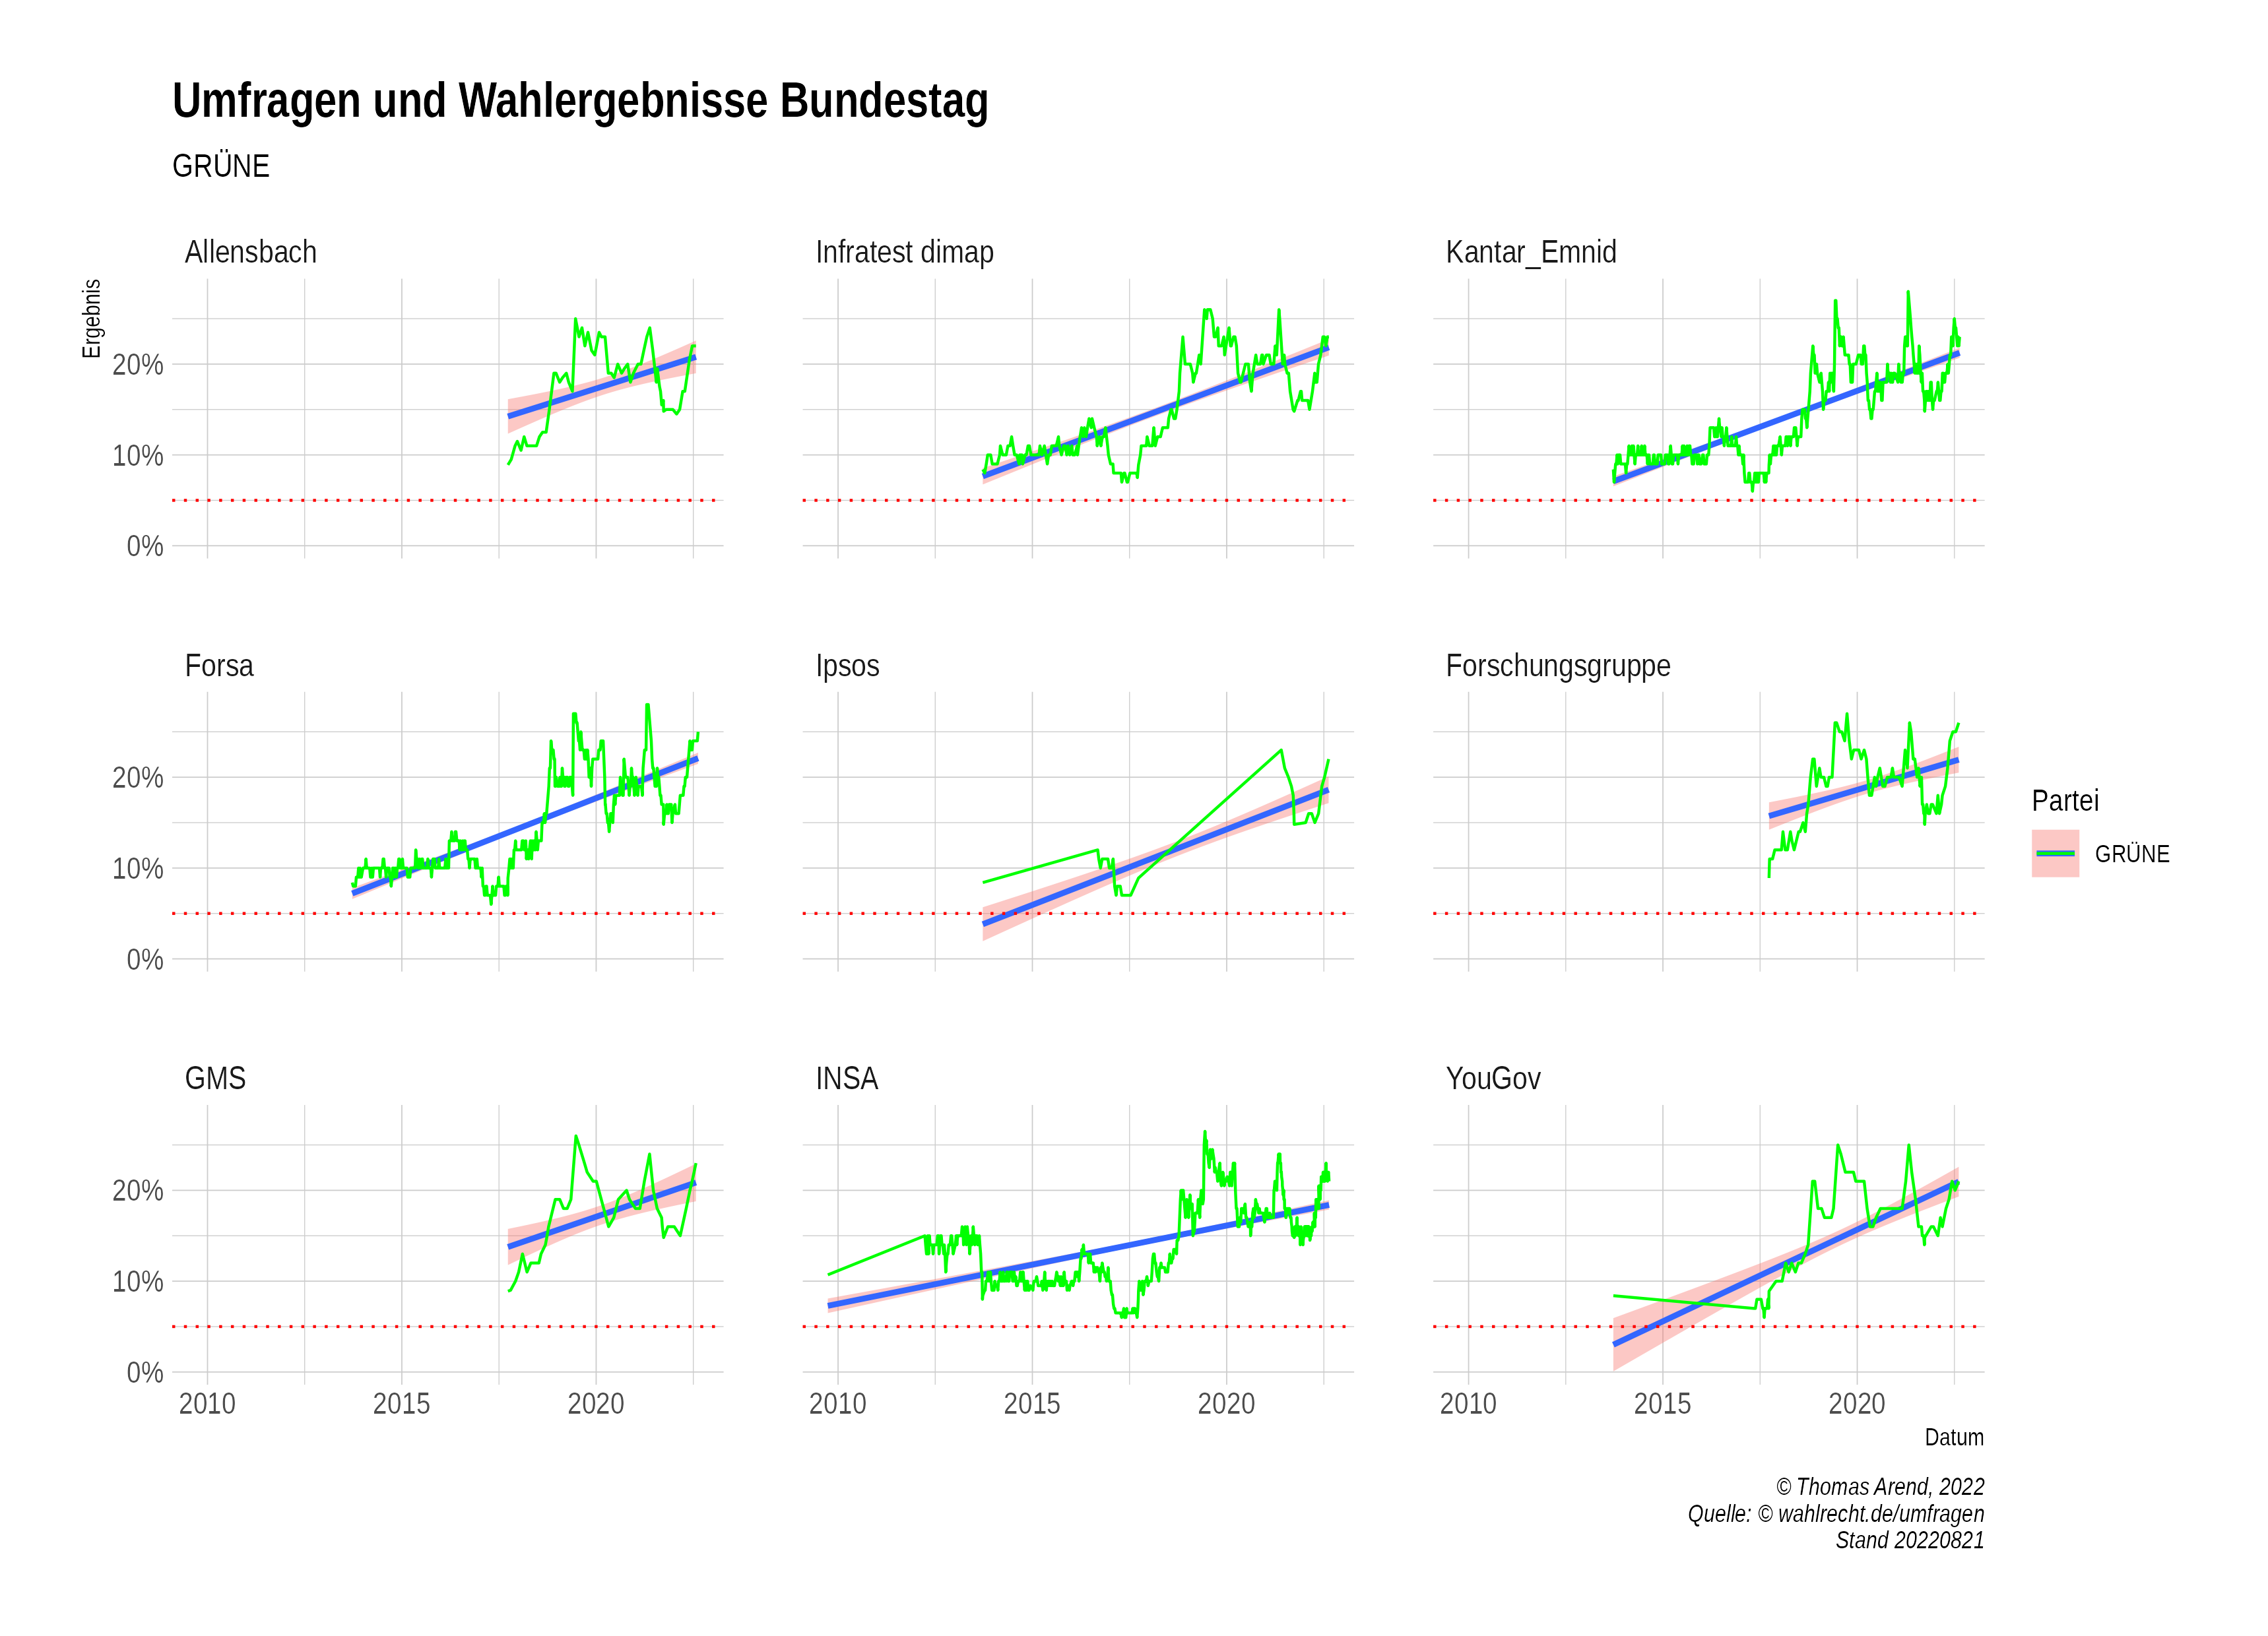 Umfragen und Wahlergebnisse Bundestag
GRÜNE
Allensbach
Infratest dimap
Kantar_Emnid
Ergebnis
20%
10%
0%
Forsa
Ipsos
Forschungsgruppe
20%
10%
0%
Partei
GRÜNE
GMS
INSA
YouGov
20%
10%
0%
2010 2015 2020
2010 2015 2020
2010 2015 2020
Datum
© Thomas Arend, 2022
Quelle: © wahlrecht.de/umfragen
Stand 20220821